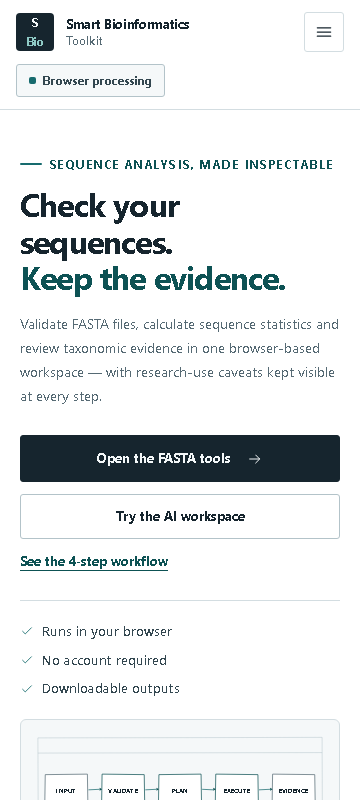 S
Bio
Smart Bioinformatics
Toolkit
Browser processing
SEQUENCE ANALYSIS, MADE INSPECTABLE
Check your
sequences.
Keep the evidence.
Validate FASTA files, calculate sequence statistics and
review taxonomic evidence in one browser-based
workspace — with research-use caveats kept visible
at every step.
Open the FASTA tools →
Try the AI workspace
See the 4-step workflow
✓ Runs in your browser
✓ No account required
✓ Downloadable outputs
INPUT VALIDATE PLAN EXECUTE EVIDENCE